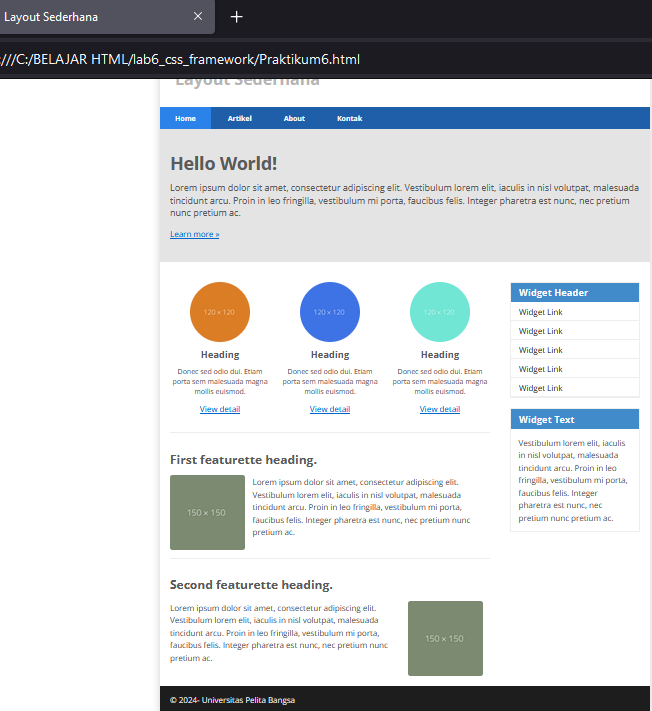 Layout Sederhana
:///C:/BELAJAR HTML/lab6_css_framework/Praktikum6.html
Layout Sederhana
Home Artikel About Kontak
Hello World!
Lorem ipsum dolor sit amet, consectetur adipiscing elit. Vestibulum lorem elit, iaculis in nisl volutpat, malesuada
tincidunt arcu. Proin in leo fringilla, vestibulum mi porta, faucibus felis. Integer pharetra est nunc, nec pretium
nunc pretium ac.
Learn more »
120 × 120
Heading
Donec sed odio dui. Etiam
porta sem malesuada magna
mollis euismod.
View detail
120 × 120
Heading
Donec sed odio dui. Etiam
porta sem malesuada magna
mollis euismod.
View detail
120 × 120
Heading
Donec sed odio dui. Etiam
porta sem malesuada magna
mollis euismod.
View detail
First featurette heading.
150 × 150
Lorem ipsum dolor sit amet, consectetur adipiscing elit.
Vestibulum lorem elit, iaculis in nisl volutpat, malesuada
tincidunt arcu. Proin in leo fringilla, vestibulum mi porta,
faucibus felis. Integer pharetra est nunc, nec pretium nunc
pretium ac.
Second featurette heading.
Lorem ipsum dolor sit amet, consectetur adipiscing elit.
Vestibulum lorem elit, iaculis in nisl volutpat, malesuada
tincidunt arcu. Proin in leo fringilla, vestibulum mi porta,
faucibus felis. Integer pharetra est nunc, nec pretium nunc
pretium ac.
150 × 150
Widget Header
Widget Link
Widget Link
Widget Link
Widget Link
Widget Link
Widget Text
Vestibulum lorem elit, iaculis
in nisl volutpat, malesuada
tincidunt arcu. Proin in leo
fringilla, vestibulum mi porta,
faucibus felis. Integer
pharetra est nunc, nec
pretium nunc pretium ac.
© 2024- Universitas Pelita Bangsa